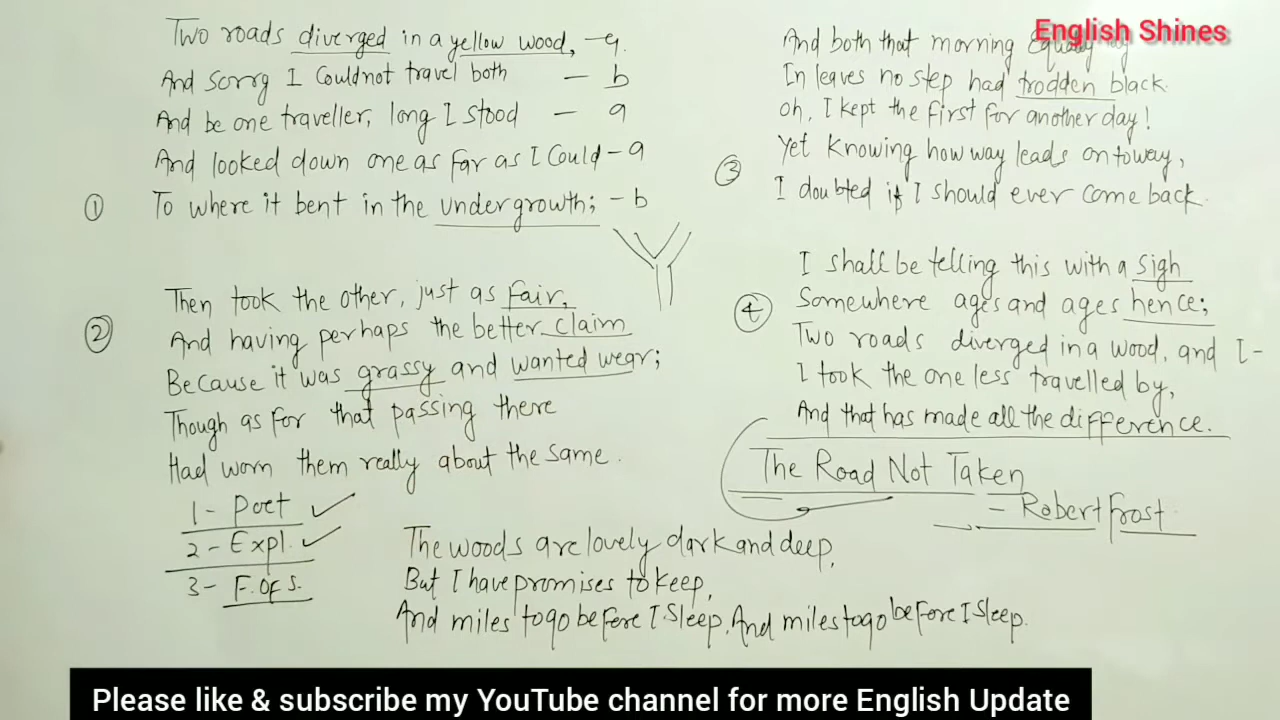 Two roads diverged in a yellow wood, - a
And sorry I Couldnot travel both - b
And be one traveller, long I stood - a
And looked down one as far as I Could - a
① To where it bent in the undergrowth; - b
Then took the other, just as fair,
② And having perhaps the better claim
Because it was grassy and wanted wear;
Though as for that passing there
Had worn them really about the same.
1- Poet ✓
2- Expl. ✓
3- F. of S.
English Shines
And both that morning Equally
In leaves no step had trodden black.
oh, I kept the first for another day!
③ Yet knowing how way leads on to way,
I doubted if I should ever come back.
I shall be telling this with a sigh
④ Somewhere ages and ages hence;
Two roads diverged in a wood, and I -
I took the one less travelled by,
And that has made all the difference.
The Road Not Taken
- Robert Frost
The woods are lovely dark and deep,
But I have promises to keep,
And miles to go before I sleep, And miles to go before I sleep.
Please like & subscribe my YouTube channel for more English Update